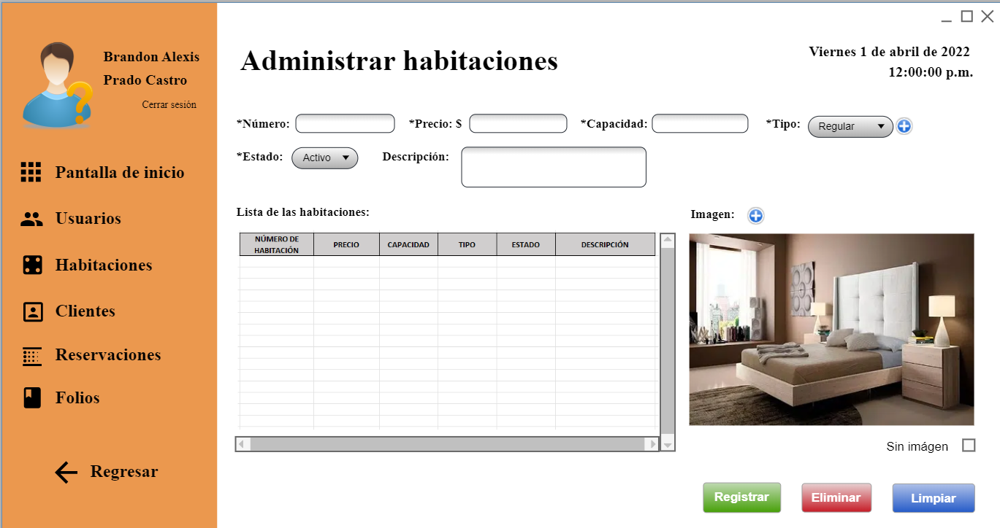 Brandon Alexis
Prado Castro
Cerrar sesión
Pantalla de inicio
Usuarios
Habitaciones
Clientes
Reservaciones
Folios
Regresar
Administrar habitaciones
Viernes 1 de abril de 2022
12:00:00 p.m.
*Número: *Precio: $ *Capacidad: *Tipo: Regular
*Estado: Activo Descripción:
Lista de las habitaciones:
NÚMERO DE
HABITACIÓN PRECIO CAPACIDAD TIPO ESTADO DESCRIPCIÓN
Imagen:
Sin imágen
Registrar Eliminar Limpiar